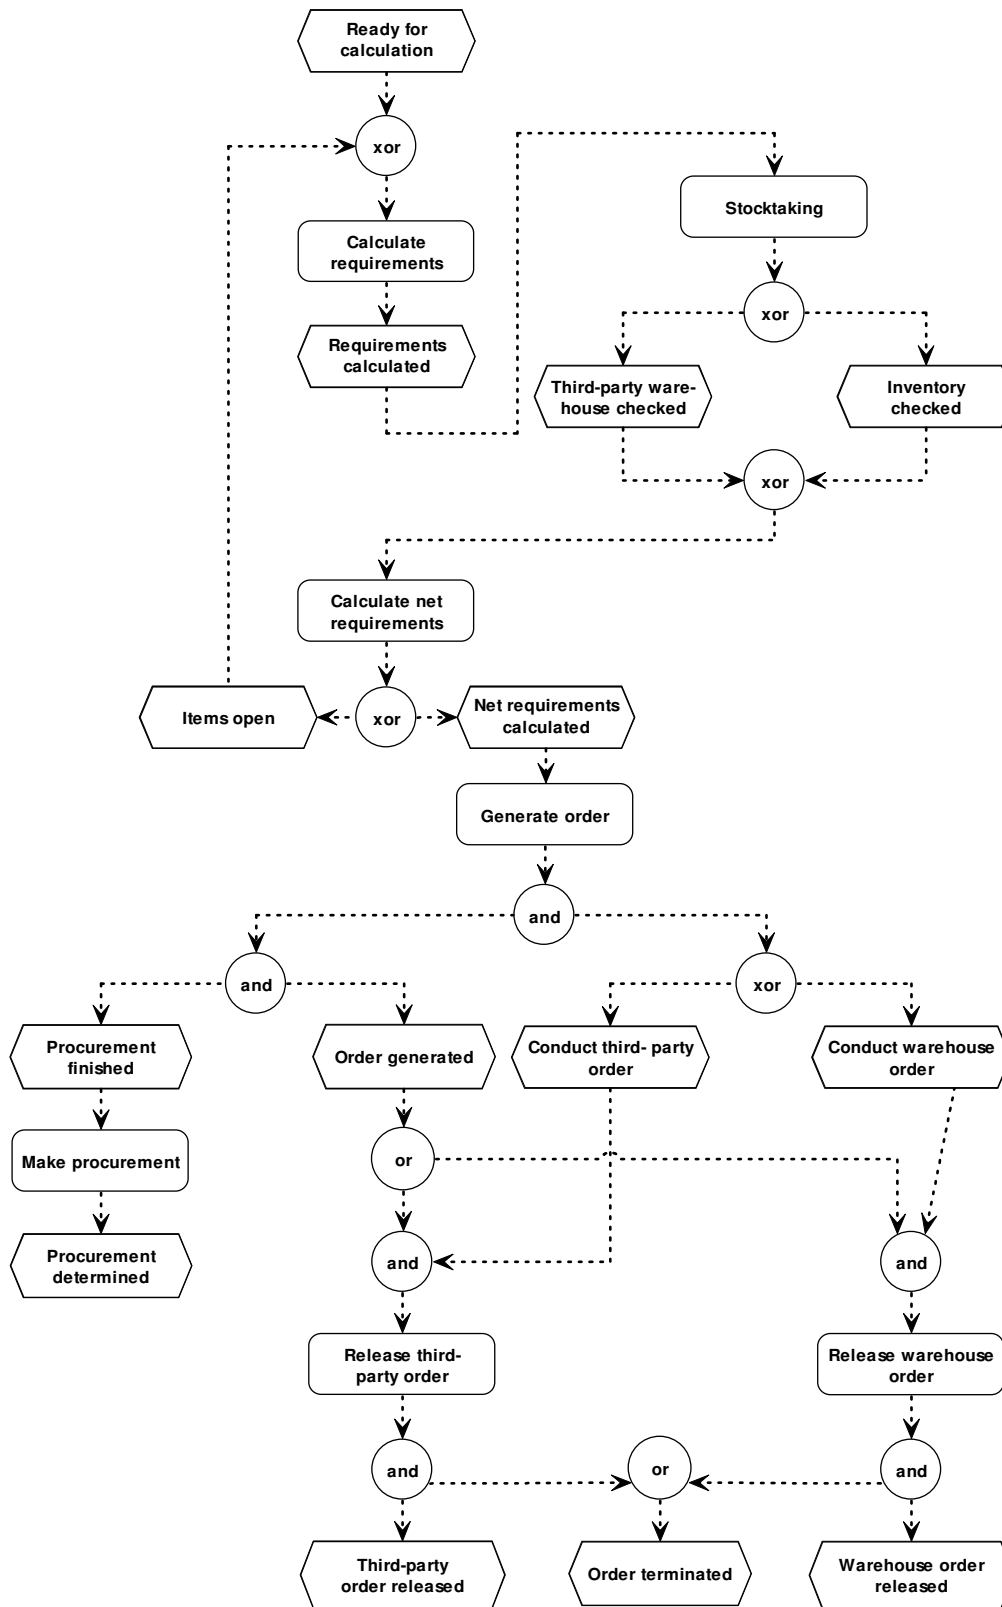 Ready for
calculation
xor
Calculate
requirements
Requirements
calculated
Stocktaking
xor
Third-party ware-
house checked
Inventory
checked
xor
Calculate net
requirements
Items open
xor
Net requirements
calculated
Generate order
and
and
xor
Procurement
finished
Order generated
Conduct third- party
order
Conduct warehouse
order
Make procurement
or
Procurement
determined
and
and
Release third-
party order
Release warehouse
order
and
or
and
Third-party
order released
Order terminated
Warehouse order
released